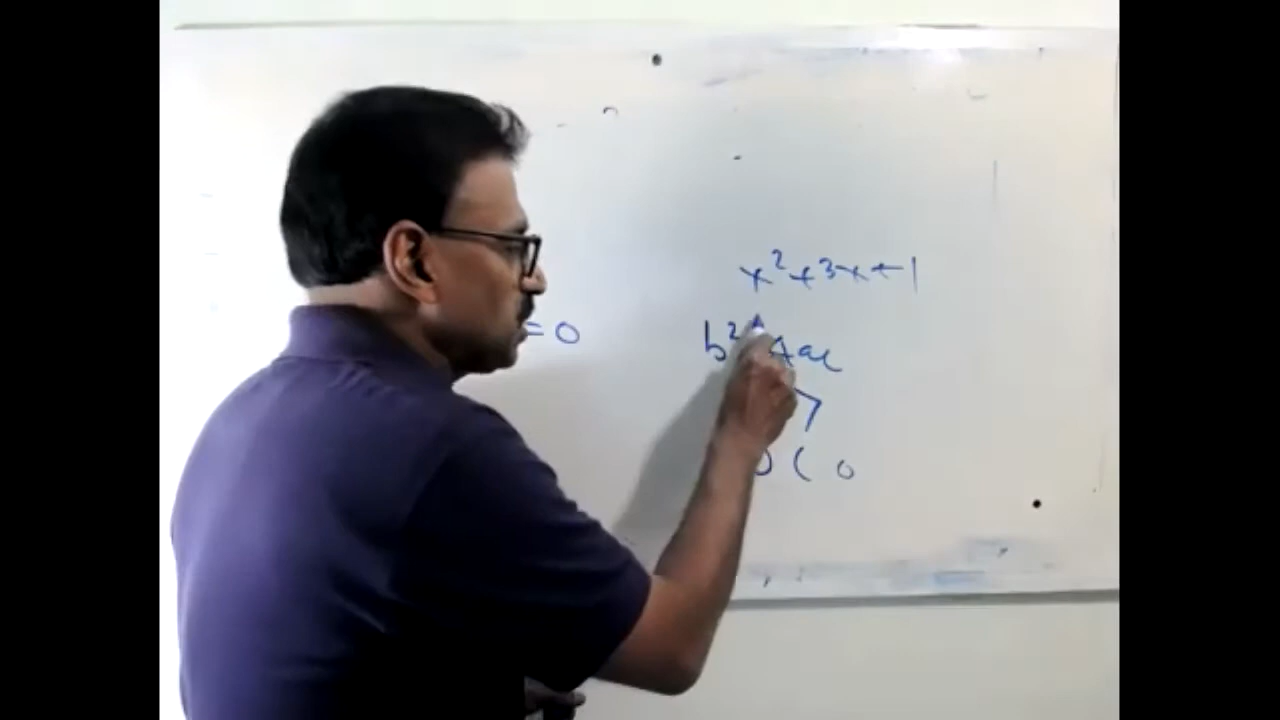 x²+3x+1
= 0
b² 4ac
( 0